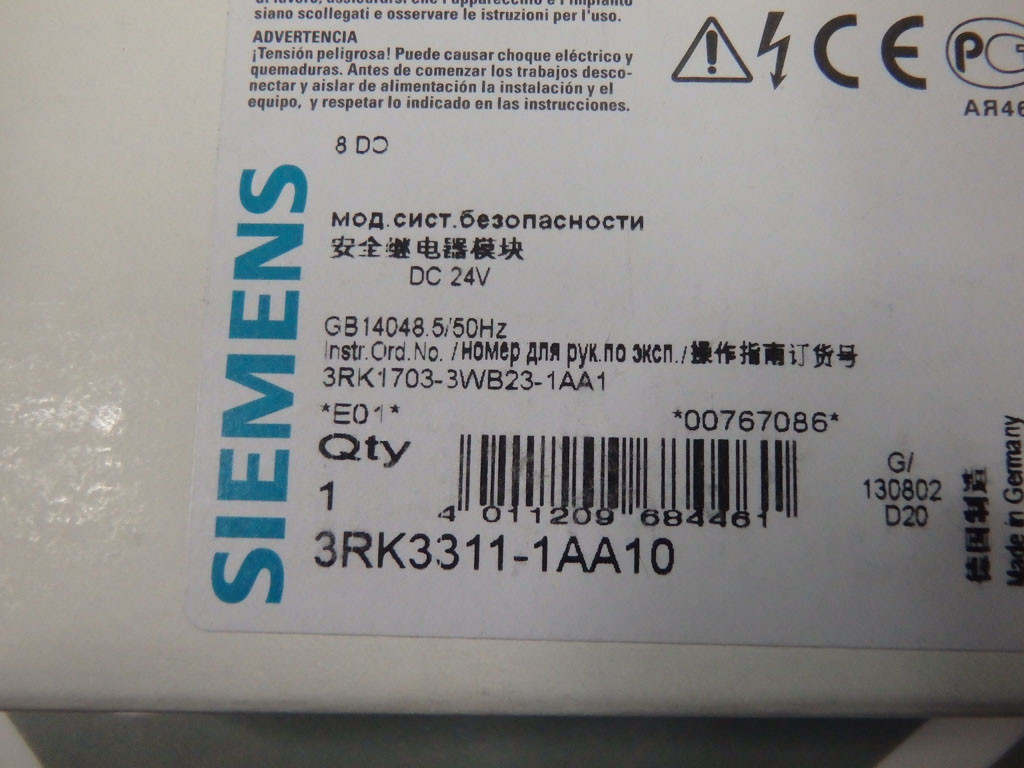 siano scollegati e osservare le istruzioni per l'uso.
ADVERTENCIA
¡Tensión peligrosa! Puede causar choque eléctrico y
quemaduras. Antes de comenzar los trabajos desco-
nectar y aislar de alimentación la instalación y el
equipo, y respetar lo indicado en las instrucciones.
CE
АЯ46
8 DO
SIEMENS
мод.сист.безопасности
安全继电器模块
DC 24V
GB14048.5/50Hz
Instr.Ord.No. /номер для рук.по эксп./操作指南订货号
3RK1703-3WB23-1AA1
*E01*
*00767086*
Qty
1
4 011209 684461
G/
130802
D20
3RK3311-1AA10
德国制造
Made in Germany